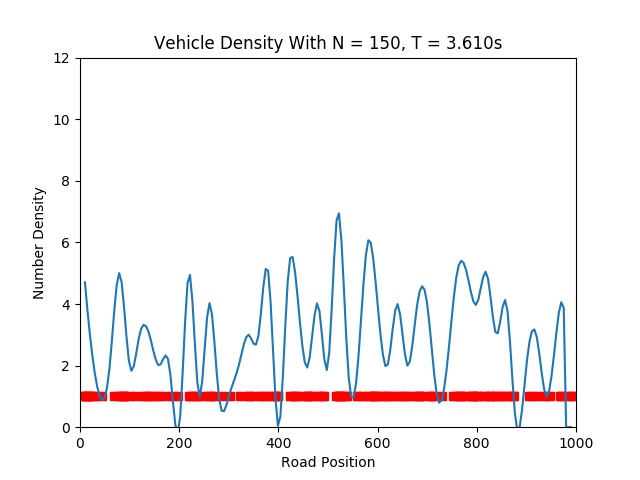 Vehicle Density With N = 150, T = 3.610s
12
10
8
6
4
2
0
Number Density
0 200 400 600 800 1000
Road Position